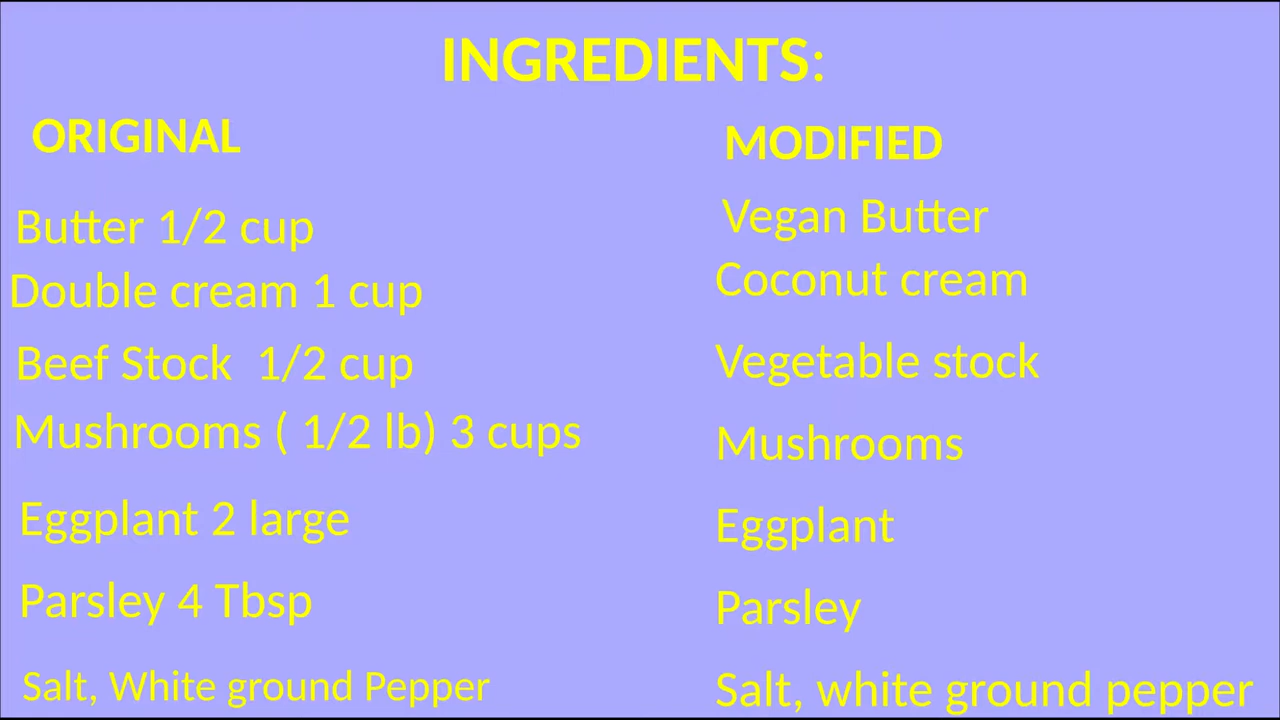 INGREDIENTS:
ORIGINAL
Butter 1/2 cup
Double cream 1 cup
Beef Stock  1/2 cup
Mushrooms ( 1/2 lb) 3 cups
Eggplant 2 large
Parsley 4 Tbsp
Salt, White ground Pepper
MODIFIED
Vegan Butter
Coconut cream
Vegetable stock
Mushrooms
Eggplant
Parsley
Salt, white ground pepper